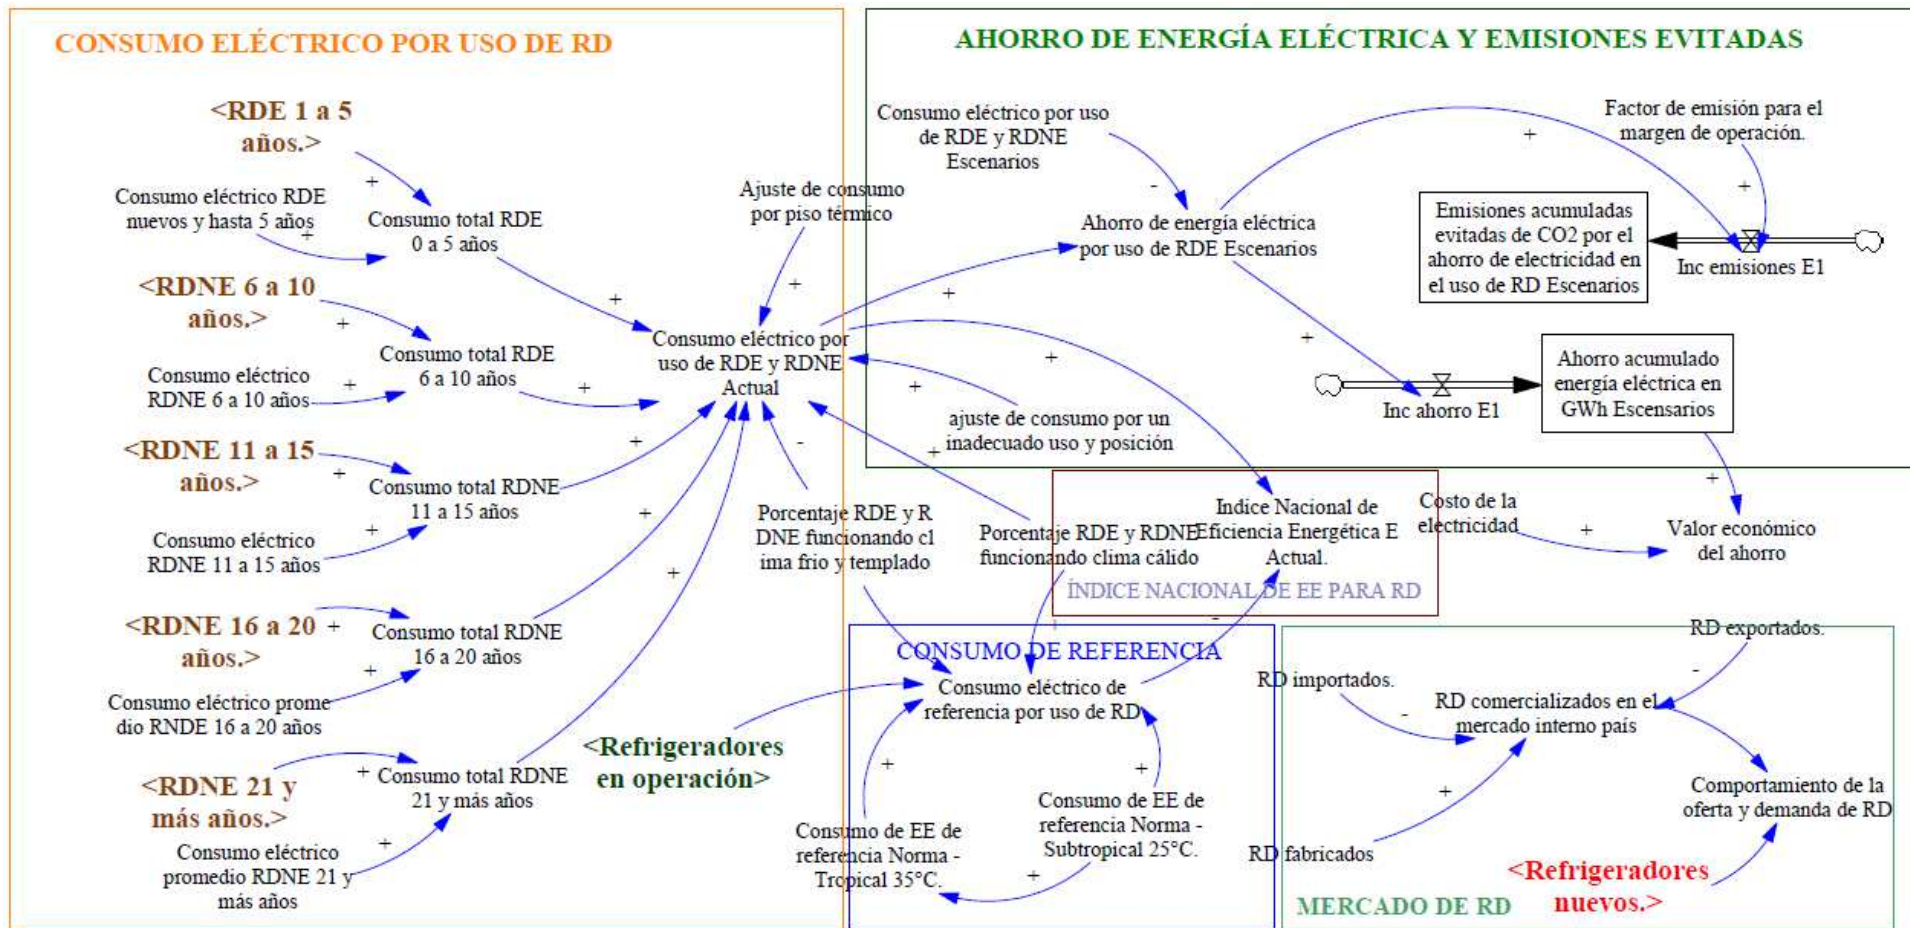 CONSUMO ELÉCTRICO POR USO DE RD
<RDE 1 a 5
años.>
+
Consumo eléctrico RDE
nuevos y hasta 5 años
+
Consumo total RDE
0 a 5 años
+
<RDNE 6 a 10
años.>
+
Consumo eléctrico
RDNE 6 a 10 años
+
Consumo total RDE
6 a 10 años
+
<RDNE 11 a 15
años.>
+
Consumo eléctrico
RDNE 11 a 15 años
+
Consumo total RDNE
11 a 15 años
+
<RDNE 16 a 20
años.>
+
Consumo eléctrico prome
dio RNDE 16 a 20 años
+
Consumo total RDNE
16 a 20 años
+
<RDNE 21 y
más años.>
+
Consumo eléctrico
promedio RDNE 21 y
más años
+
Consumo total RDNE
21 y más años
+
Ajuste de consumo
por piso térmico
+
Consumo eléctrico por
uso de RDE y RDNE
Actual
-
+
+
+
+
ajuste de consumo por un
inadecuado uso y posición
Porcentaje RDE y R
DNE funcionando cl
ima frio y templado
Porcentaje RDE y RDNE
funcionando clima cálido
+
<Refrigeradores
en operación>
AHORRO DE ENERGÍA ELÉCTRICA Y EMISIONES EVITADAS
Consumo eléctrico por uso
de RDE y RDNE
Escenarios
-
Ahorro de energía eléctrica
por uso de RDE Escenarios
+
+
Factor de emisión para el
margen de operación.
+
Emisiones acumuladas
evitadas de CO2 por el
ahorro de electricidad en
el uso de RD Escenarios
Inc emisiones E1
Ahorro acumulado
energía eléctrica en
GWh Escensarios
Inc ahorro E1
+
Costo de la
electricidad
+
Valor económico
del ahorro
Indice Nacional de
Eficiencia Energética E
Actual.
ÍNDICE NACIONAL DE EE PARA RD
-
CONSUMO DE REFERENCIA
Consumo eléctrico de
referencia por uso de RD
+
+
Consumo de EE de
referencia Norma -
Tropical 35°C.
+
Consumo de EE de
referencia Norma -
Subtropical 25°C.
RD exportados.
-
RD importados.
-
RD comercializados en el
mercado interno país
+
RD fabricados
Comportamiento de la
oferta y demanda de RD
<Refrigeradores
nuevos.>
MERCADO DE RD